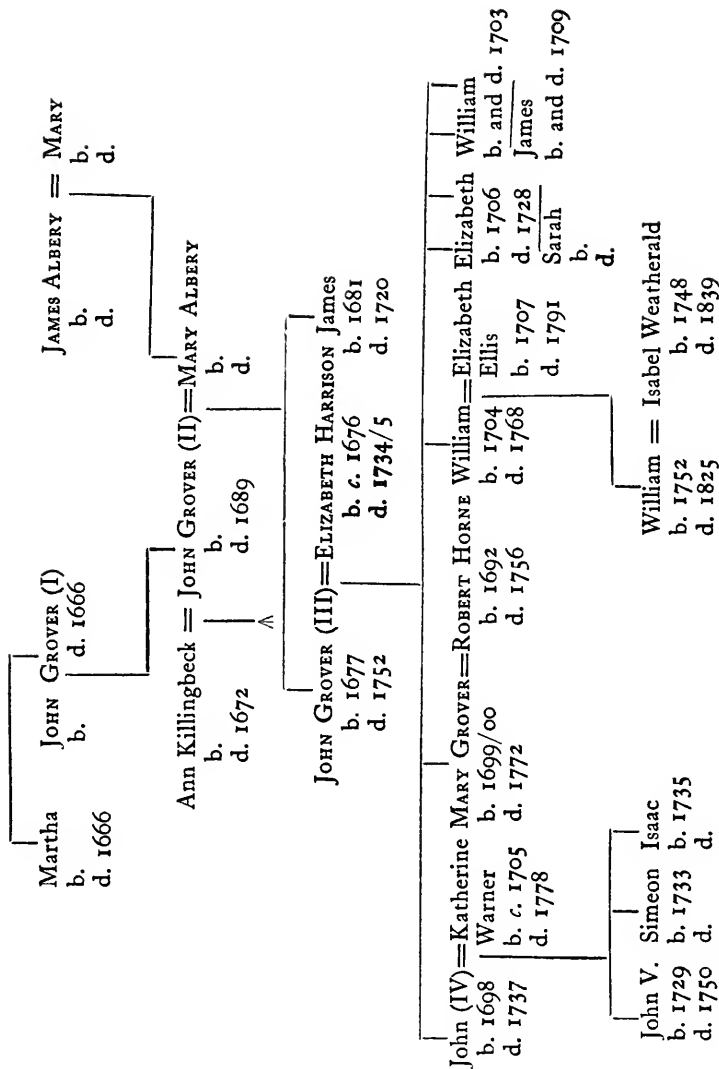 Martha
b.
d. 1666
JOHN GROVER (I)
b. d. 1666
JAMES ALBERY = MARY
b. b.
d. d.
Ann Killingbeck = JOHN GROVER (II)=MARY ALBERY
b. b. b.
d. 1672 d. 1689 d.
JOHN GROVER (III)=ELIZABETH HARRISON James
b. 1677 b. c. 1676 b. 1681
d. 1752 d. 1734/5 d. 1720
John (IV)=Katherine MARY GROVER=ROBERT HORNE William=Elizabeth Elizabeth William
b. 1698 Warner b. 1699/00 b. 1692 b. 1704 Ellis b. 1706 b. and d. 1703
d. 1737 b. c. 1705 d. 1772 d. 1756 d. 1768 b. 1707 d. 1728 James
d. 1778 d. 1791 Sarah b. and d. 1709
b.
d.
John V. Simeon Isaac
b. 1729 b. 1733 b. 1735
d. 1750 d. d.
William = Isabel Weatherald
b. 1752 b. 1748
d. 1825 d. 1839